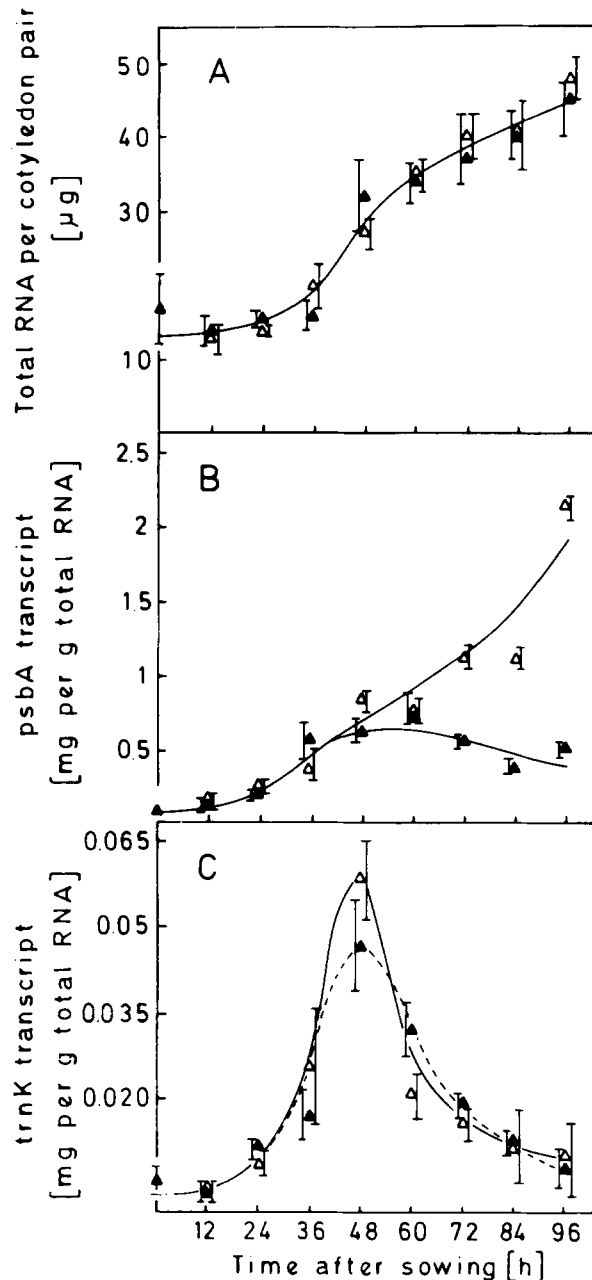 A
50
40
30
10
Total RNA per cotyledon pair
[µg]
B
2.5
2
1.5
1
0.5
psbA transcript
[mg per g total RNA]
C
0.065
0.05
0.035
0.020
trnK transcript
[mg per g total RNA]
12 24 36 48 60 72 84 96
Time after sowing [h]